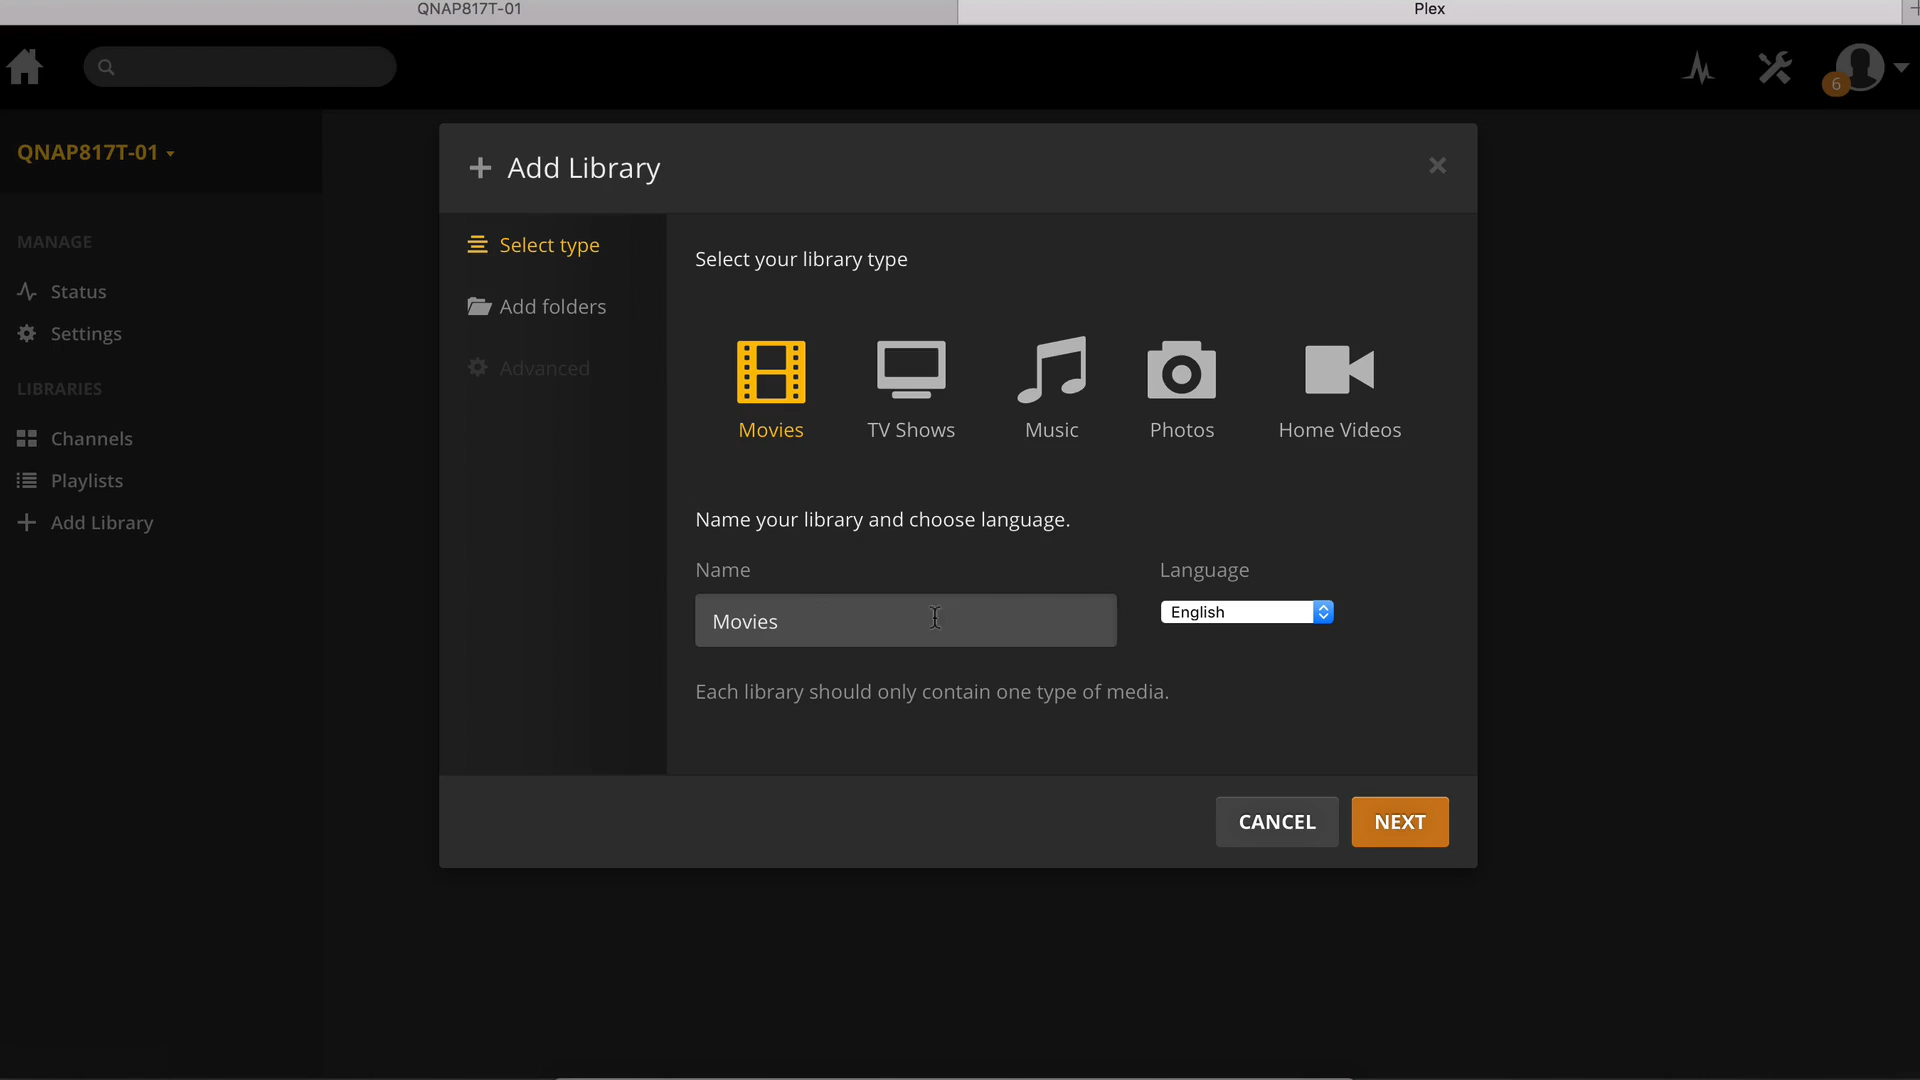 QNAP817T-01
Plex
6
QNAP817T-01
MANAGE
Status
Settings
LIBRARIES
Channels
Playlists
Add Library
Add Library
Select type
Add folders
Advanced
Select your library type
Movies
TV Shows
Music
Photos
Home Videos
Name your library and choose language.
Name
Language
Movies
English
Each library should only contain one type of media.
CANCEL
NEXT